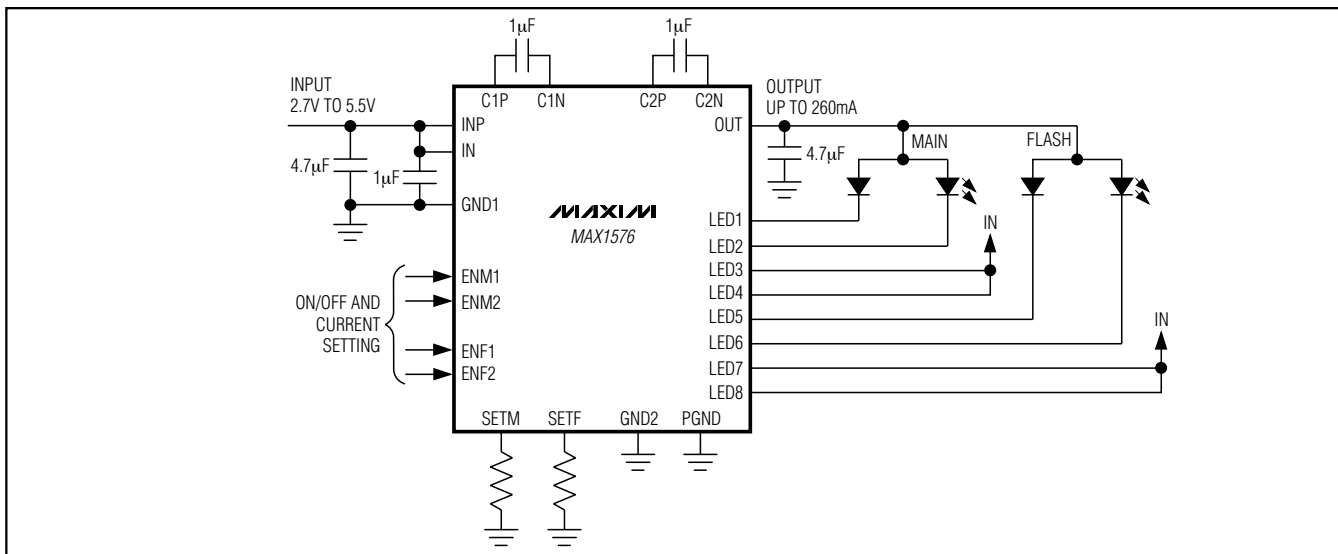 1μF
1μF
INPUT
2.7V TO 5.5V
C1P
C1N
C2P
C2N
OUTPUT
UP TO 260mA
INP
OUT
IN
MAIN
FLASH
4.7μF
1μF
4.7μF
GND1
MAXIM
MAX1576
LED1
IN
LED2
LED3
ENM1
LED4
ENM2
LED5
IN
ON/OFF AND
CURRENT
SETTING
LED6
ENF1
LED7
ENF2
LED8
SETM
SETF
GND2
PGND